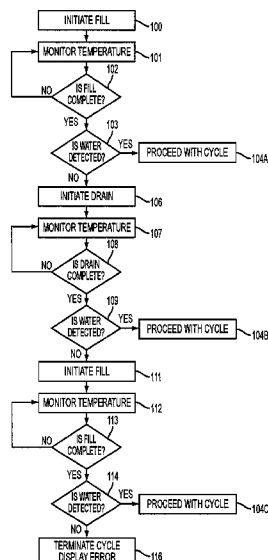 INITIATE FILL
100
MONITOR TEMPERATURE
101
102
IS FILL
COMPLETE?
NO
YES
103
IS WATER
DETECTED?
YES
PROCEED WITH CYCLE
104A
NO
INITIATE DRAIN
106
MONITOR TEMPERATURE
107
108
IS DRAIN
COMPLETE?
NO
YES
109
IS WATER
DETECTED?
YES
PROCEED WITH CYCLE
104B
NO
INITIATE FILL
111
MONITOR TEMPERATURE
112
113
IS FILL
COMPLETE?
NO
YES
114
IS WATER
DETECTED?
YES
PROCEED WITH CYCLE
104C
NO
TERMINATE CYCLE
DISPLAY ERROR
116